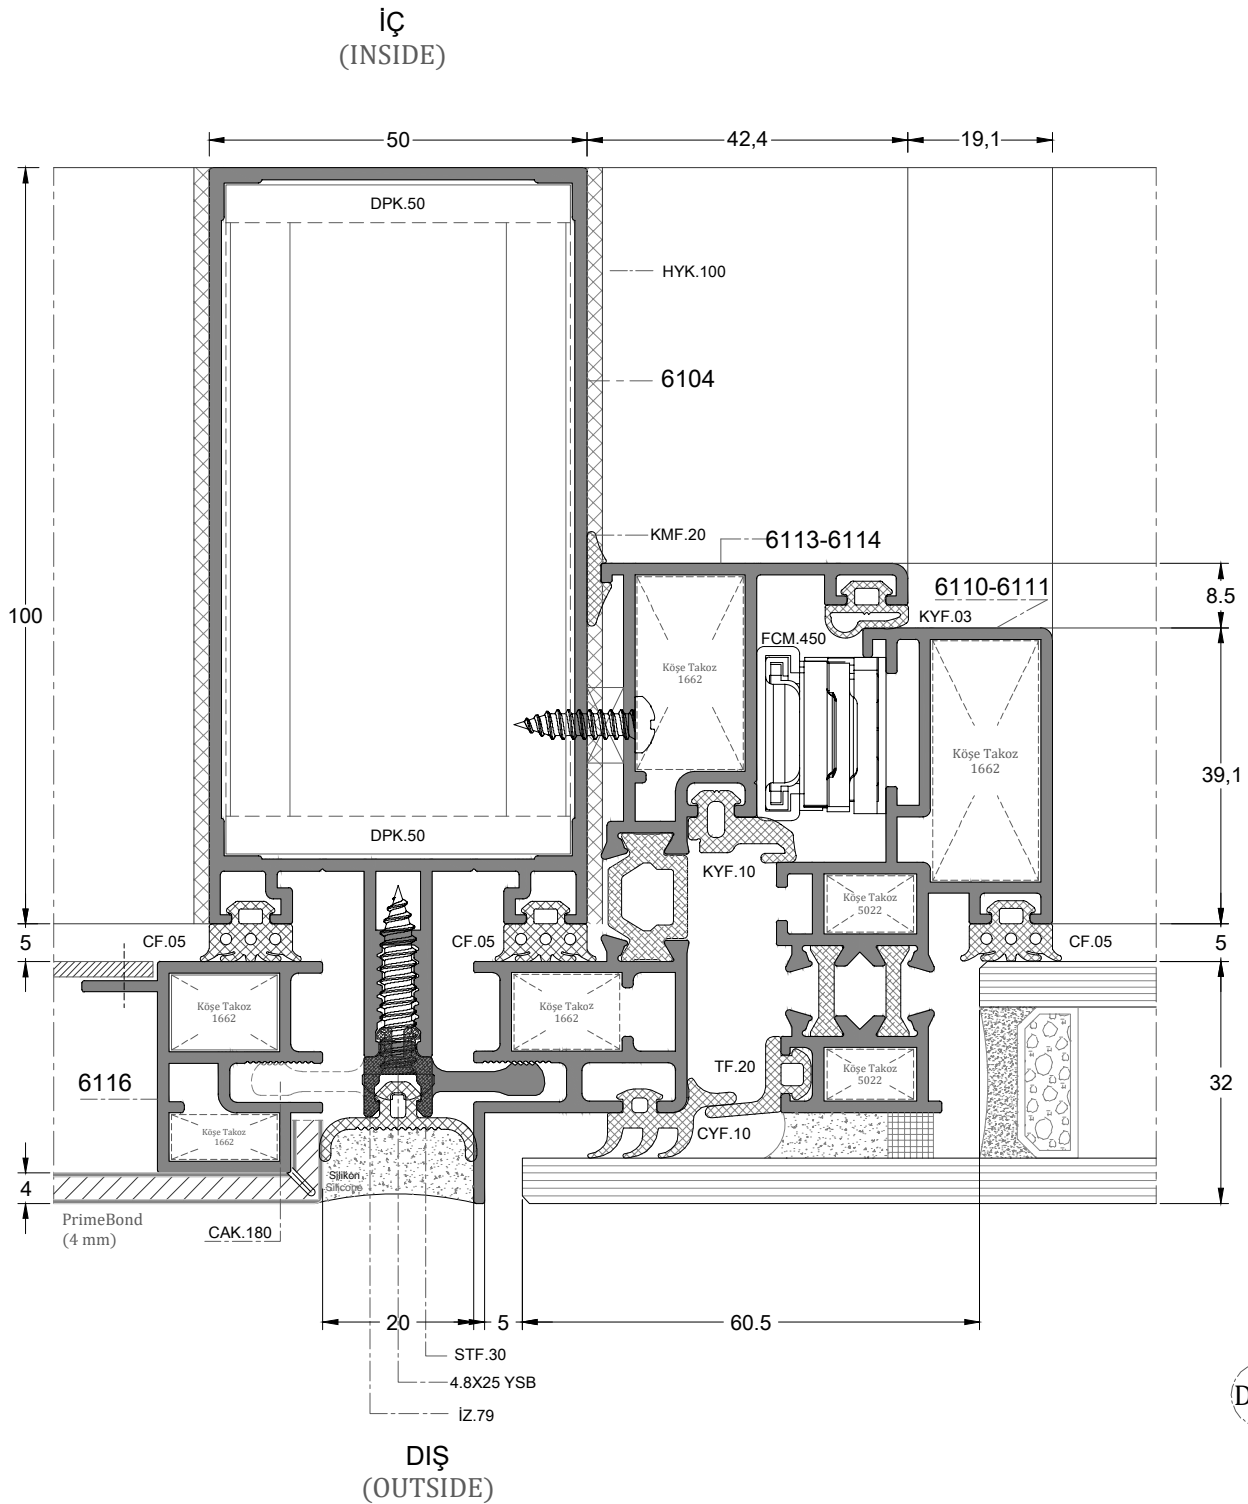 İÇ
(INSIDE)
50
42,4
19,1
DPK.50
HYK.100
6104
KMF.20
6113-6114
6110-6111
KYF.03
8.5
100
FCM.450
Köşe Takoz
1662
Köşe Takoz
1662
39,1
DPK.50
KYF.10
Köşe Takoz
5022
5
CF.05
CF.05
CF.05
5
Köşe Takoz
1662
Köşe Takoz
1662
TF.20
Köşe Takoz
5022
32
6116
Köşe Takoz
1662
CYF.10
4
Silikon
Silicone
PrimeBond
(4 mm)
CAK.180
20
5
60.5
STF.30
4.8X25 YSB
İZ.79
D
DIŞ
(OUTSIDE)